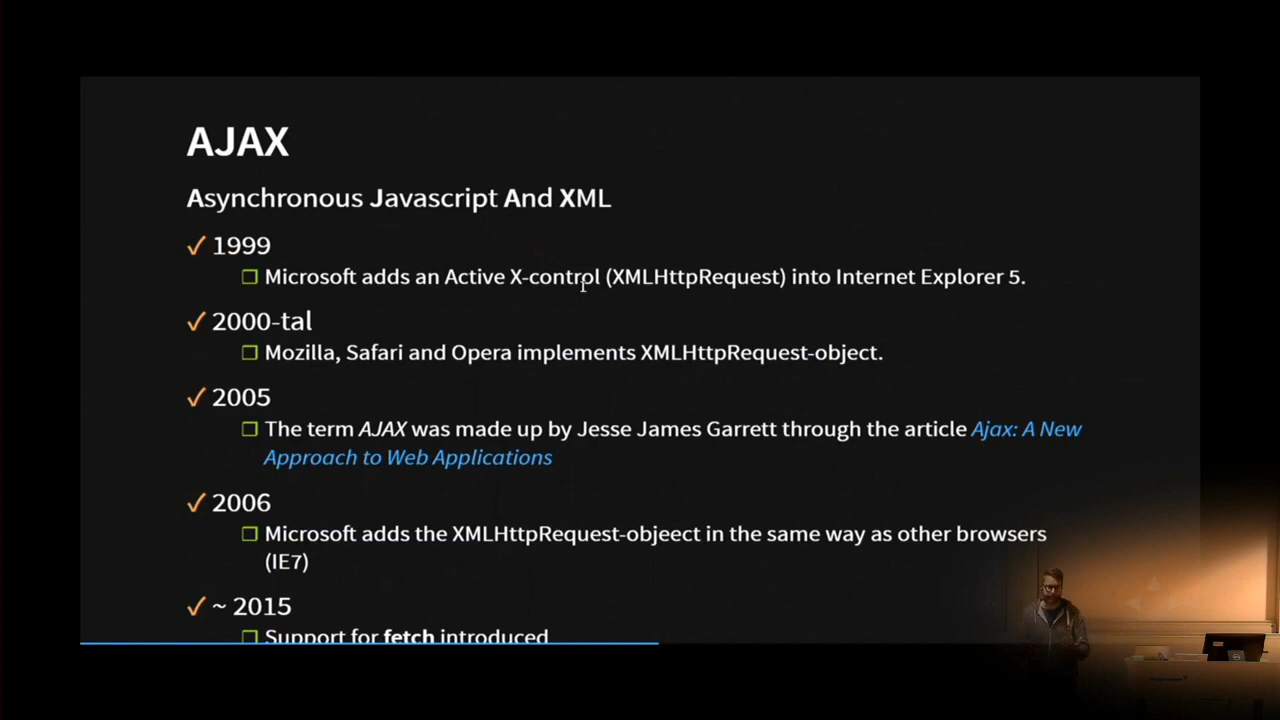 AJAX
Asynchronous Javascript And XML
✓ 1999
❒ Microsoft adds an Active X-control (XMLHttpRequest) into Internet Explorer 5.
✓ 2000-tal
❒ Mozilla, Safari and Opera implements XMLHttpRequest-object.
✓ 2005
❒ The term AJAX was made up by Jesse James Garrett through the article Ajax: A New
Approach to Web Applications
✓ 2006
❒ Microsoft adds the XMLHttpRequest-objeect in the same way as other browsers
(IE7)
✓ ~ 2015
❒ Support for fetch introduced